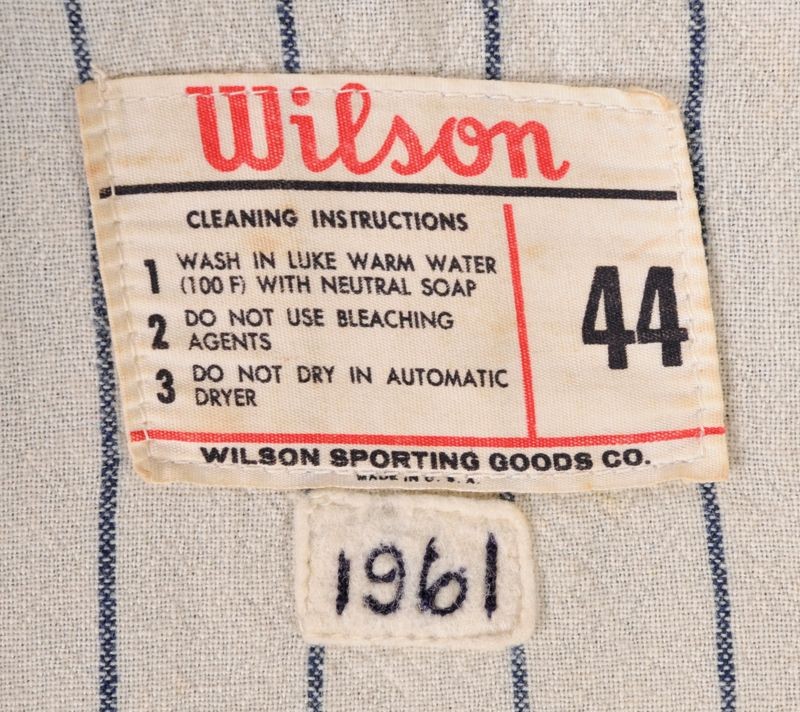 Wilson
CLEANING INSTRUCTIONS
1 WASH IN LUKE WARM WATER
(100 F) WITH NEUTRAL SOAP
2 DO NOT USE BLEACHING
AGENTS
3 DO NOT DRY IN AUTOMATIC
DRYER
44
WILSON SPORTING GOODS CO.
MADE IN U. S. A.
1961